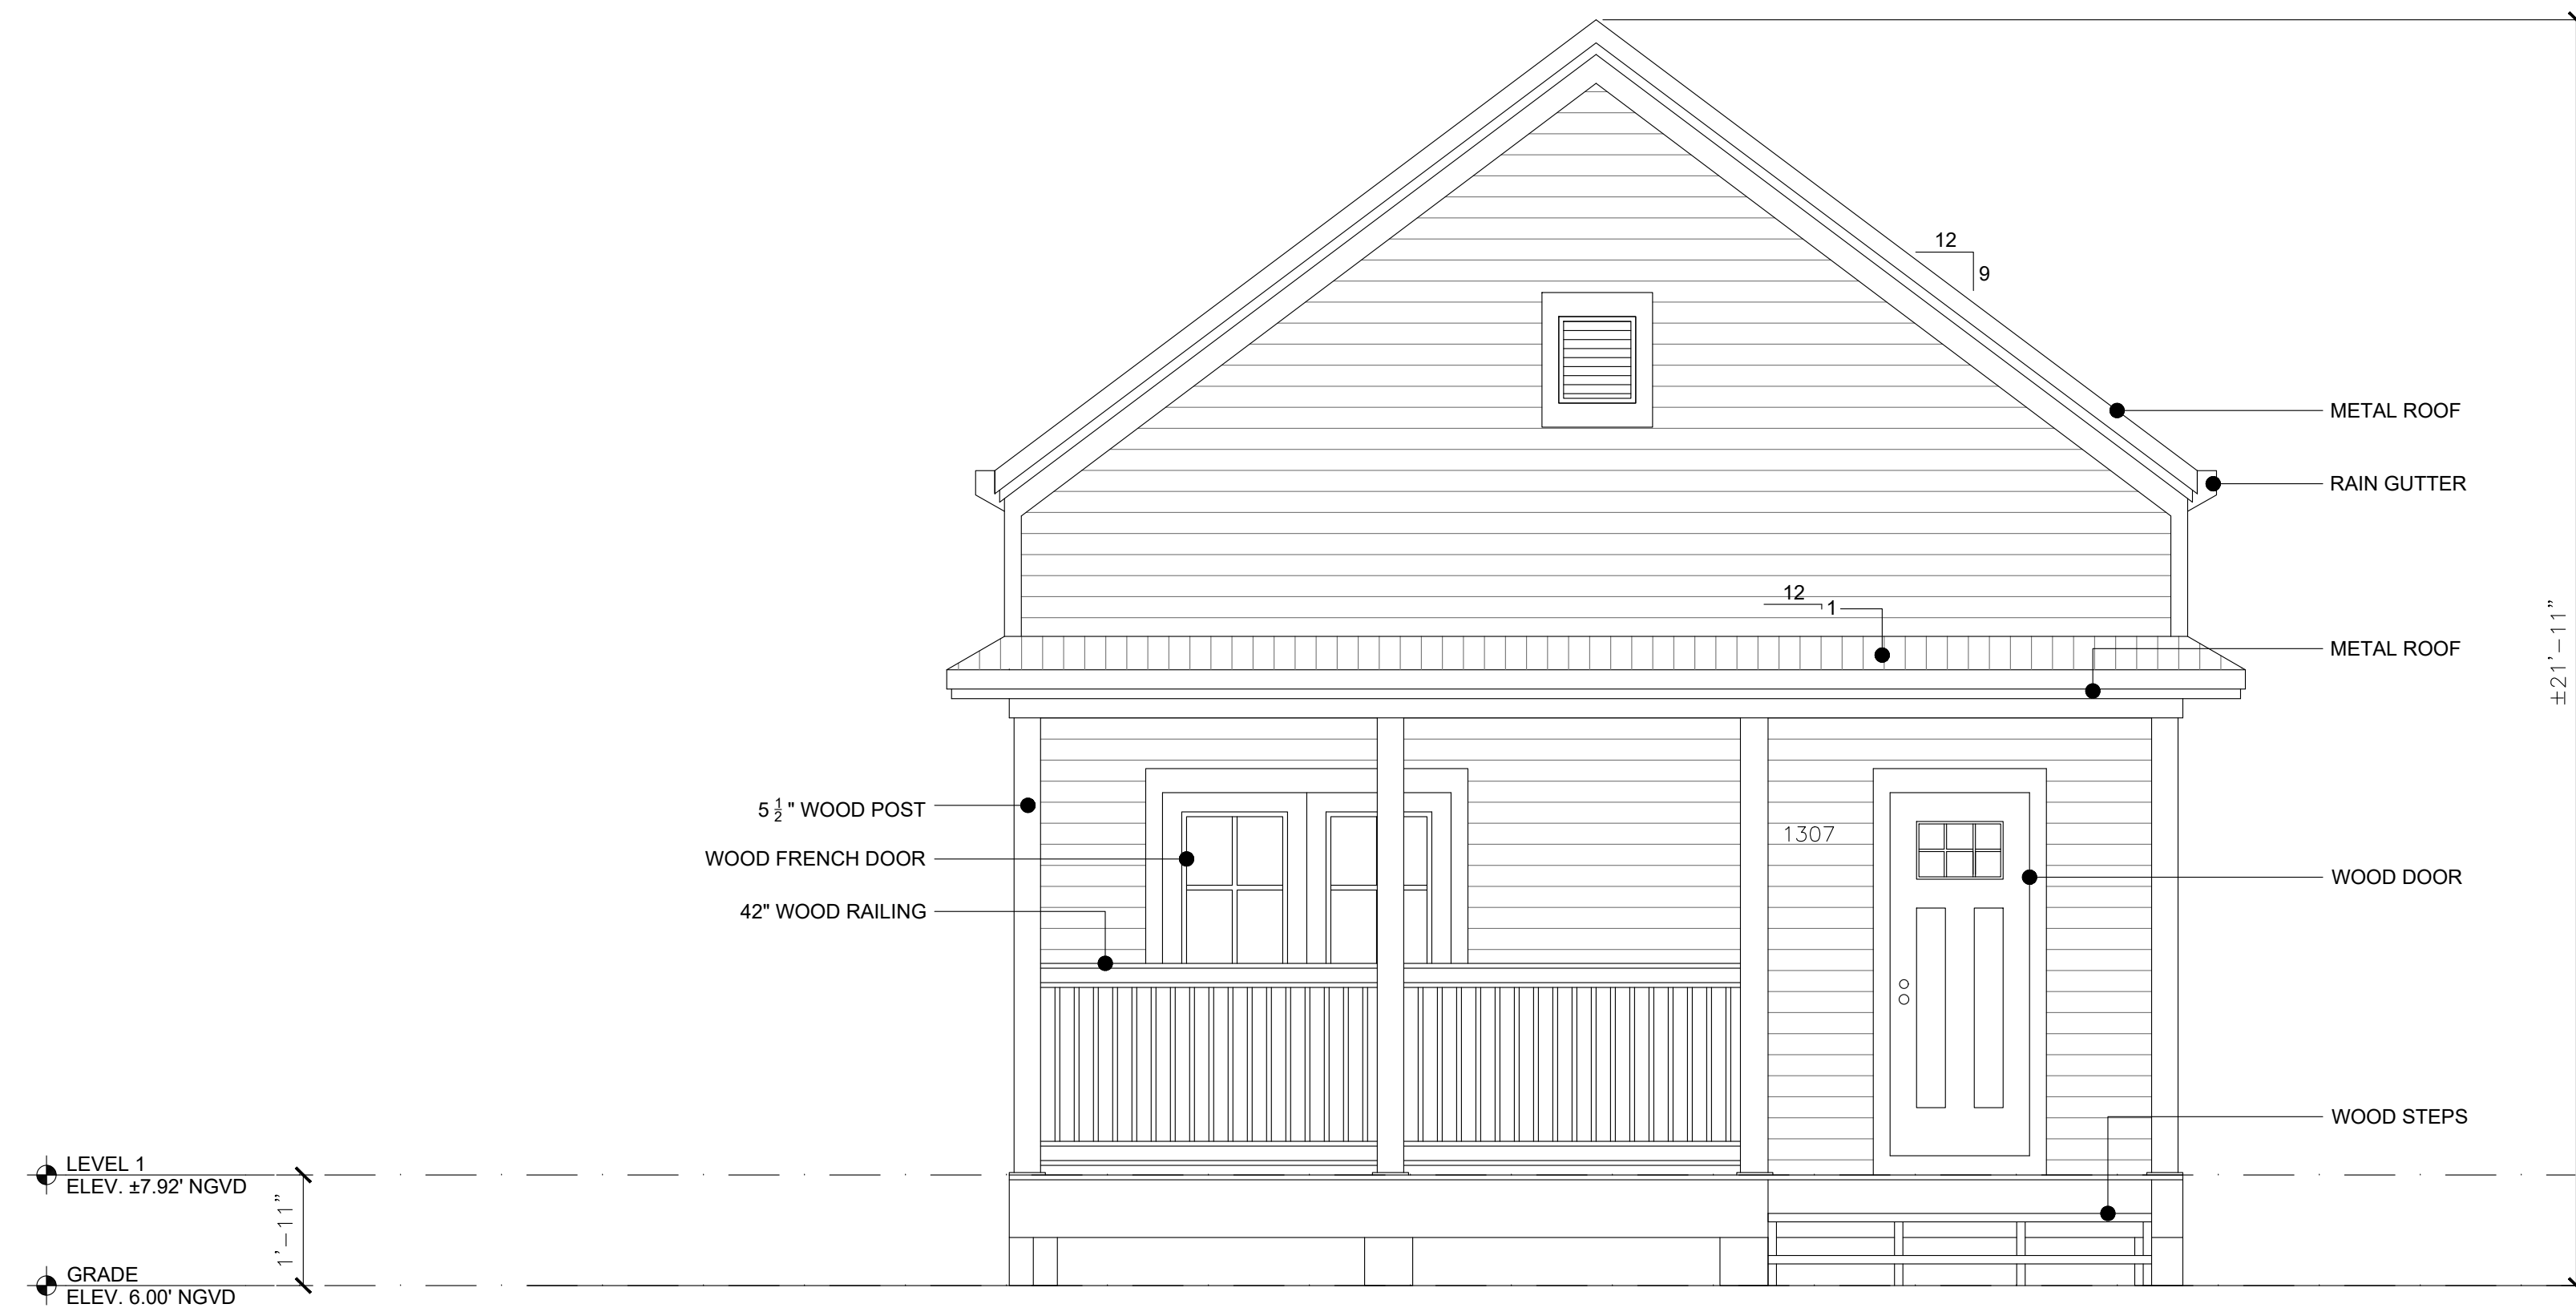 12
9
METAL ROOF
RAIN GUTTER
12
1
METAL ROOF
±21'-11"
5 1/2" WOOD POST
WOOD FRENCH DOOR
42" WOOD RAILING
1307
WOOD DOOR
WOOD STEPS
LEVEL 1
ELEV. ±7.92' NGVD
1'-11"
GRADE
ELEV. 6.00' NGVD